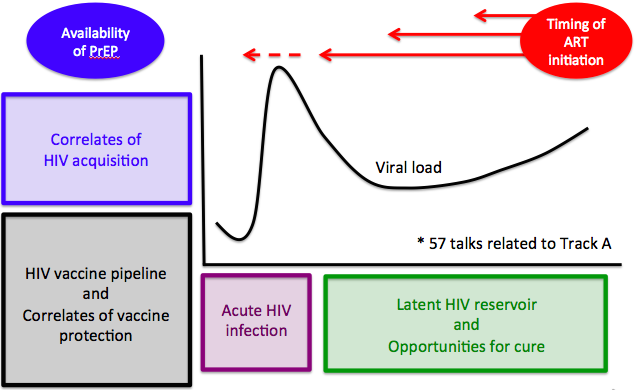 Availability
of PrEP
Timing of
ART
initiation
Correlates of
HIV acquisition
Viral load
* 57 talks related to Track A
HIV vaccine pipeline
and
Correlates of vaccine
protection
Acute HIV
infection
Latent HIV reservoir
and
Opportunities for cure